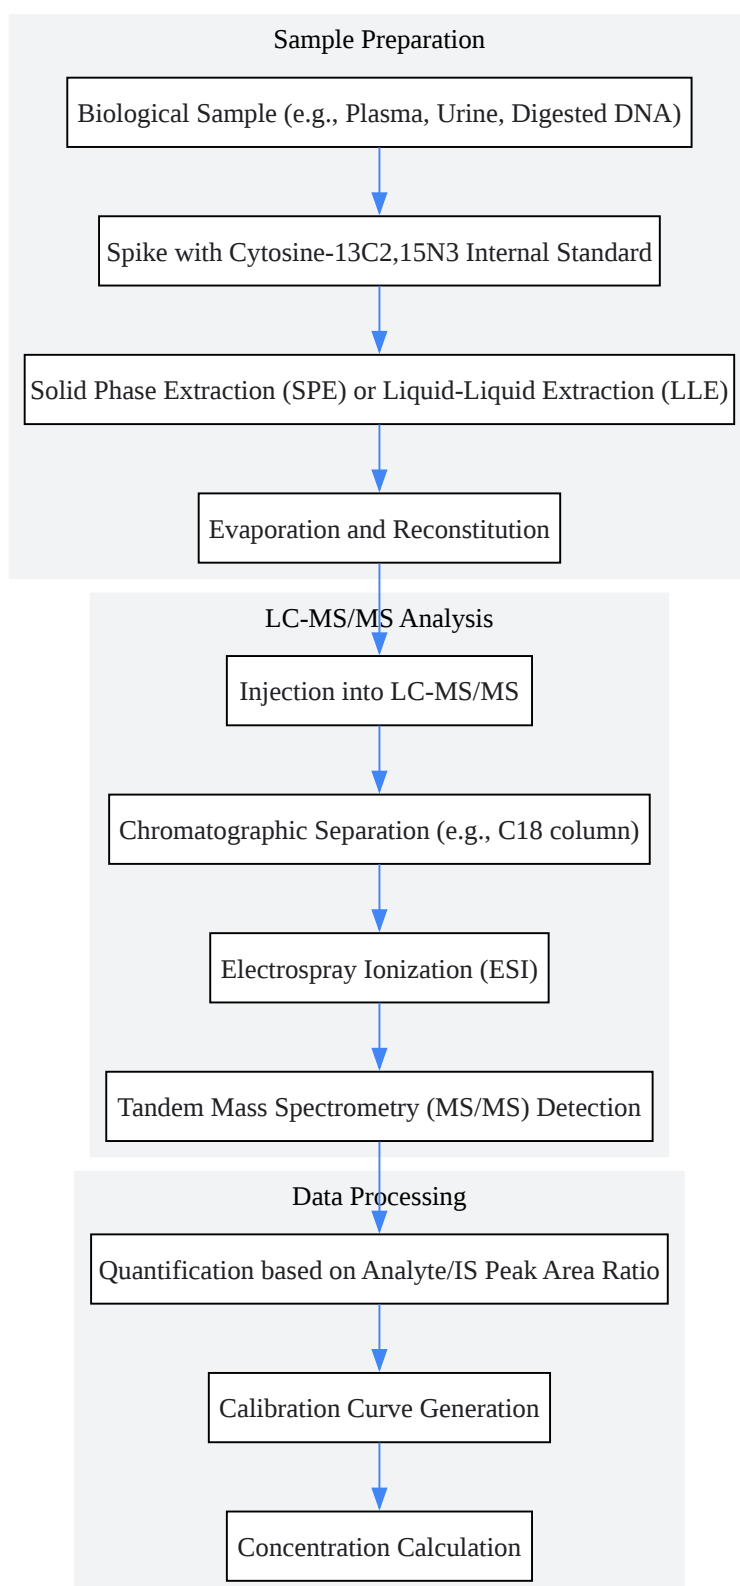 Sample Preparation
Biological Sample (e.g., Plasma, Urine, Digested DNA)
Spike with Cytosine-13C2,15N3 Internal Standard
Solid Phase Extraction (SPE) or Liquid-Liquid Extraction (LLE)
Evaporation and Reconstitution
LC-MS/MS Analysis
Injection into LC-MS/MS
Chromatographic Separation (e.g., C18 column)
Electrospray Ionization (ESI)
Tandem Mass Spectrometry (MS/MS) Detection
Data Processing
Quantification based on Analyte/IS Peak Area Ratio
Calibration Curve Generation
Concentration Calculation